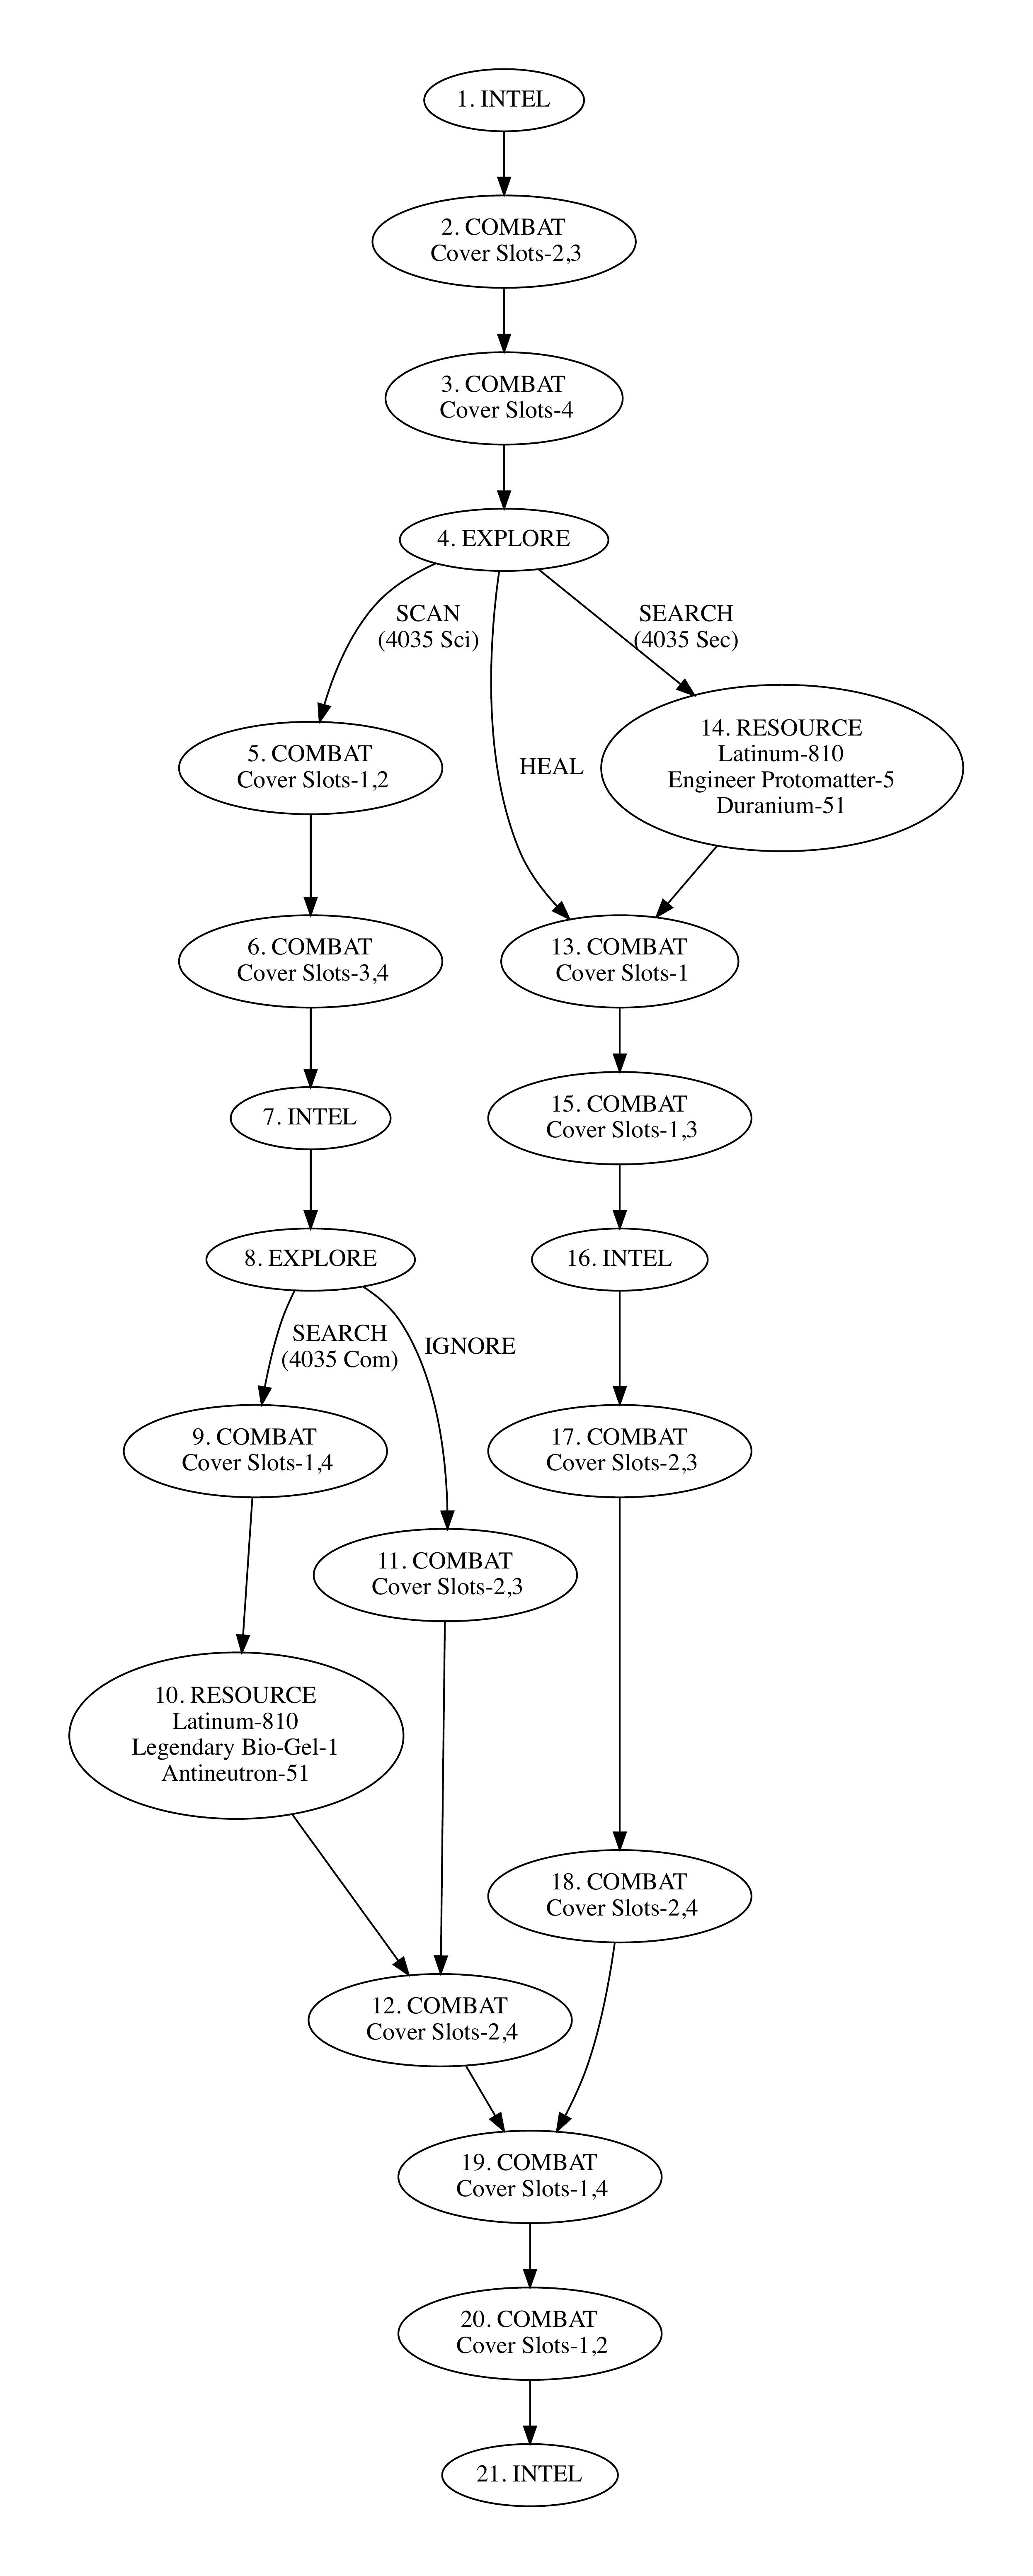 1. INTEL
2. COMBAT
Cover Slots-2,3
3. COMBAT
Cover Slots-4
4. EXPLORE
SCAN
(4035 Sci)
SEARCH
(4035 Sec)
HEAL
5. COMBAT
Cover Slots-1,2
14. RESOURCE
Latinum-810
Engineer Protomatter-5
Duranium-51
6. COMBAT
Cover Slots-3,4
13. COMBAT
Cover Slots-1
7. INTEL
15. COMBAT
Cover Slots-1,3
8. EXPLORE
16. INTEL
SEARCH
(4035 Com)
IGNORE
9. COMBAT
Cover Slots-1,4
17. COMBAT
Cover Slots-2,3
11. COMBAT
Cover Slots-2,3
10. RESOURCE
Latinum-810
Legendary Bio-Gel-1
Antineutron-51
18. COMBAT
Cover Slots-2,4
12. COMBAT
Cover Slots-2,4
19. COMBAT
Cover Slots-1,4
20. COMBAT
Cover Slots-1,2
21. INTEL